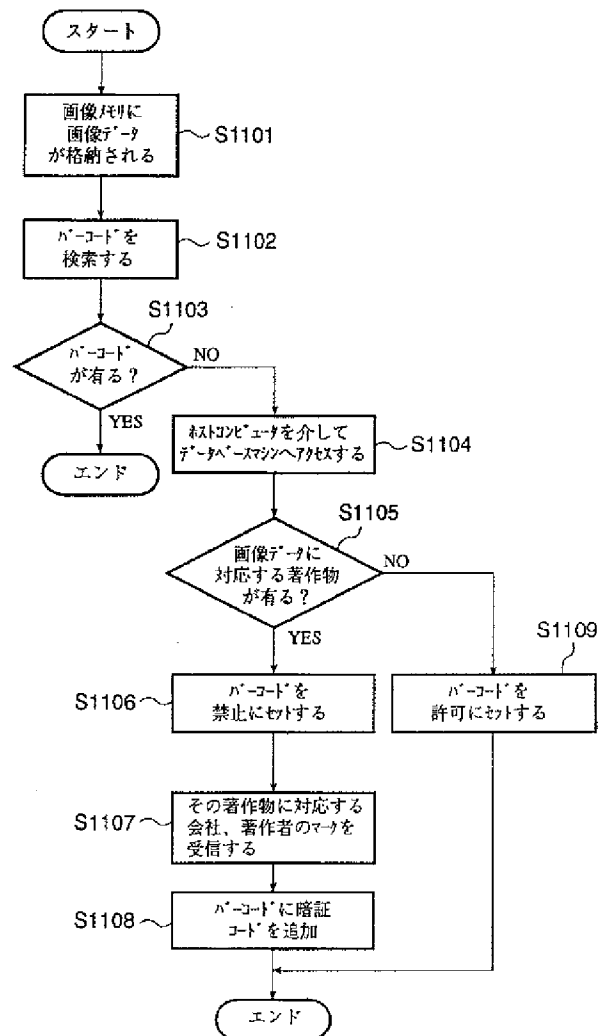 スタート
画像ﾒﾓﾘに
画像ﾃﾞｰﾀ
が格納される
S1101
ﾊﾞｰｺｰﾄﾞを
検索する
S1102
S1103
ﾊﾞｰｺｰﾄﾞ
が有る？
NO
YES
エンド
ﾎｽﾄｺﾝﾋﾟｭｰﾀを介して
ﾃﾞｰﾀﾍﾞｰｽﾏｼﾝへｱｸｾｽする
S1104
S1105
画像ﾃﾞｰﾀに
対応する著作物
が有る？
NO
YES
S1109
S1106
ﾊﾞｰｺｰﾄﾞを
禁止にｾｯﾄする
ﾊﾞｰｺｰﾄﾞを
許可にｾｯﾄする
S1107
その著作物に対応する
会社、著作者のﾏｰｸを
受信する
S1108
ﾊﾞｰｺｰﾄﾞに暗証
ｺｰﾄﾞを追加
エンド